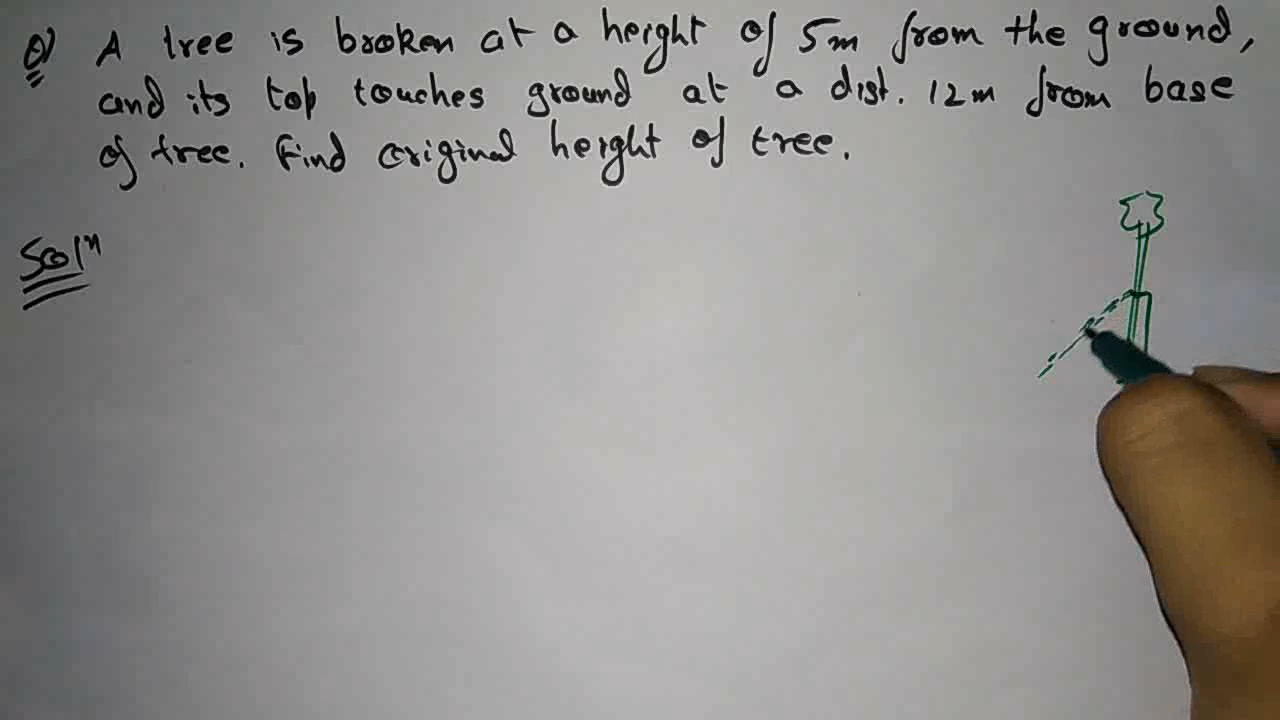 Q) A tree is broken at a height of 5m from the ground,
and its top touches ground at a dist. 12m from base
of tree. Find original height of tree.
Solⁿ